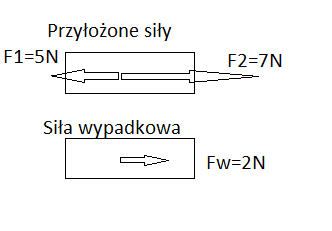 Przyłożone siły
F1=5N
F2=7N
Siła wypadkowa
Fw=2N